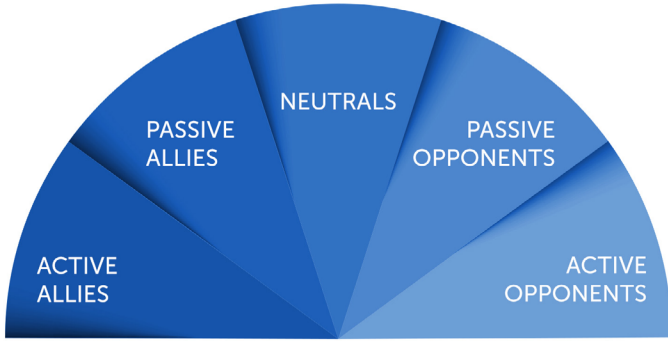 NEUTRALS
PASSIVE
ALLIES
PASSIVE
OPPONENTS
ACTIVE
ALLIES
ACTIVE
OPPONENTS